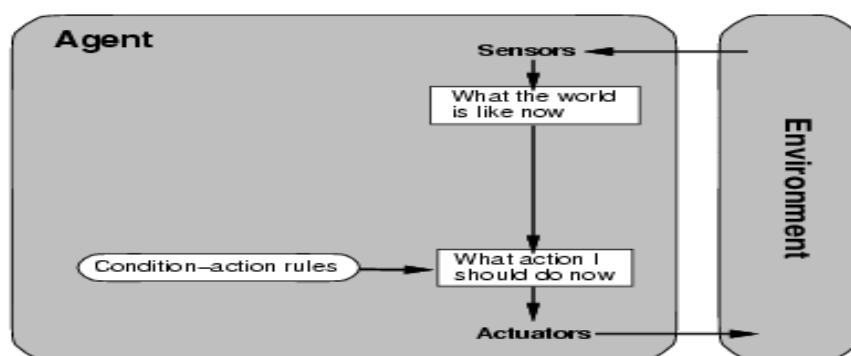 Agent
Sensors
What the world
is like now
Environment
Condition–action rules
What action I
should do now
Actuators